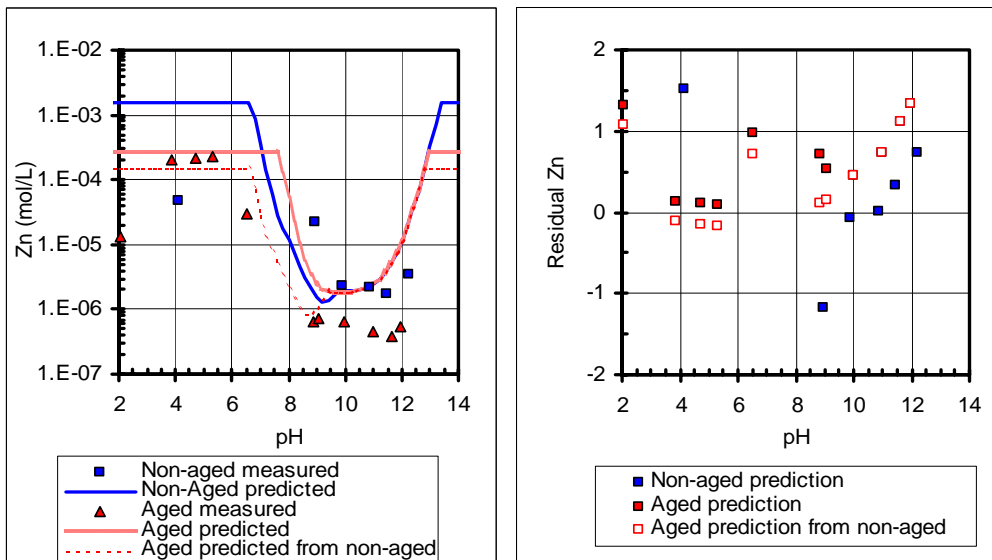 1.E-02
1.E-03
1.E-04
1.E-05
1.E-06
1.E-07
Zn (mol/L)
2 4 6 8 10 12 14
pH
Non-aged measured
Non-Aged predicted
Aged measured
Aged predicted
Aged predicted from non-aged
2
1
0
-1
-2
Residual Zn
2 4 6 8 10 12 14
pH
Non-aged prediction
Aged prediction
Aged prediction from non-aged